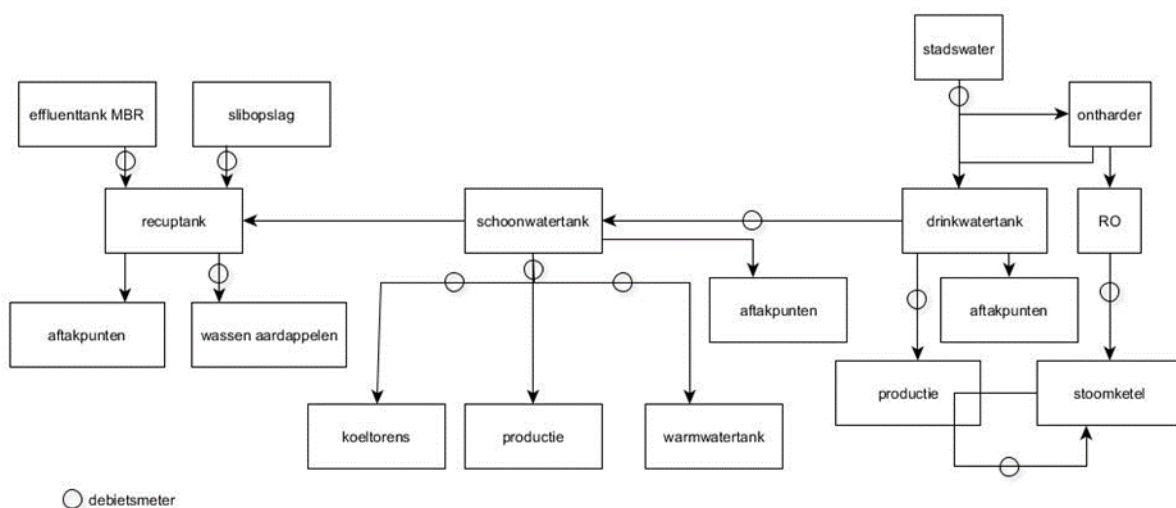 stadswater
effluenttank MBR
slibopslag
ontharder
recuptank
schoonwatertank
drinkwatertank
RO
aftakpunten
wassen aardappelen
aftakpunten
aftakpunten
productie
stoomketel
koeltorens
productie
warmwatertank
debietsmeter